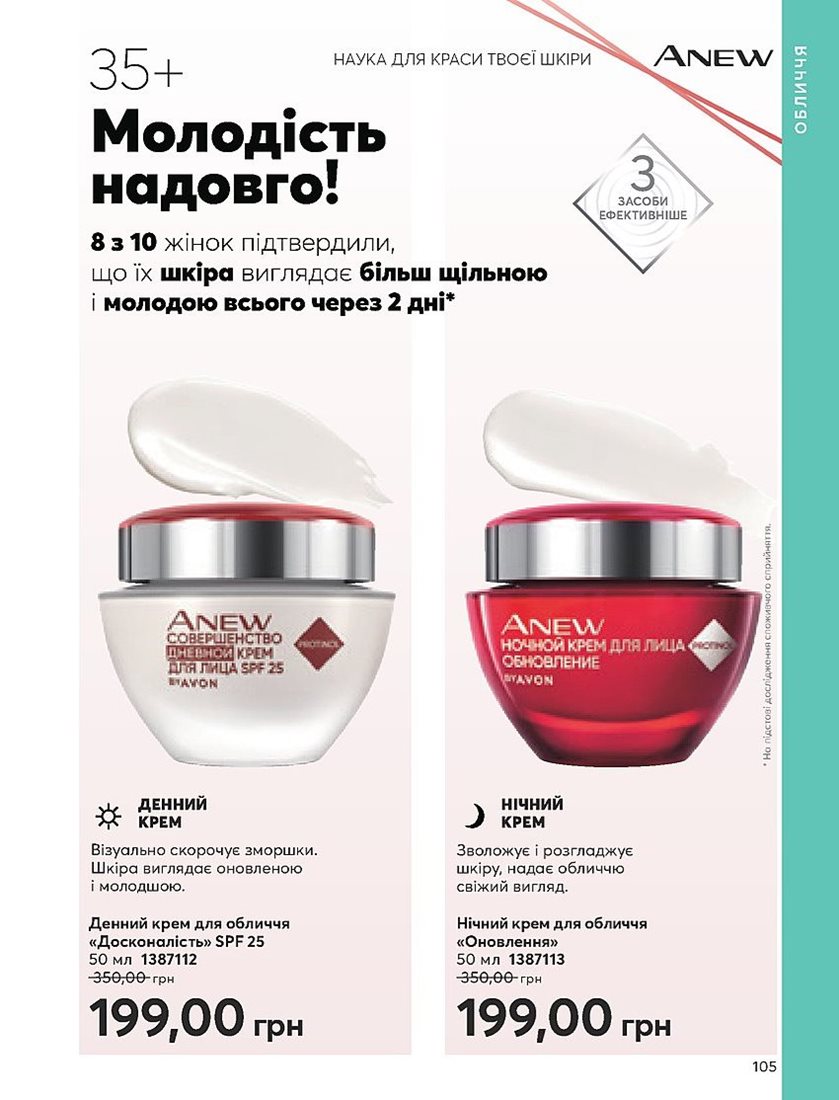 35+
НАУКА ДЛЯ КРАСИ ТВОЄЇ ШКІРИ
ANEW
ОБЛИЧЧЯ
Молодість
надовго!
3
ЗАСОБИ
ЕФЕКТИВНІШЕ
8 з 10 жінок підтвердили,
що їх шкіра виглядає більш щільною
і молодою всього через 2 дні*
ANEW
СОВЕРШЕНСТВО
ДНЕВНОЙ КРЕМ
ДЛЯ ЛИЦА SPF 25
BY AVON
PROTINOL
ANEW
НОЧНОЙ КРЕМ ДЛЯ ЛИЦА
ОБНОВЛЕНИЕ
BY AVON
PROTINOL
* На підставі дослідження споживчого сприйняття.
ДЕННИЙ
КРЕМ
Візуально скорочує зморшки.
Шкіра виглядає оновленою
і молодшою.
Денний крем для обличчя
«Досконалість» SPF 25
50 мл 1387112
350,00 грн
199,00 грн
НІЧНИЙ
КРЕМ
Зволожує і розгладжує
шкіру, надає обличчю
свіжий вигляд.
Нічний крем для обличчя
«Оновлення»
50 мл 1387113
350,00 грн
199,00 грн
105